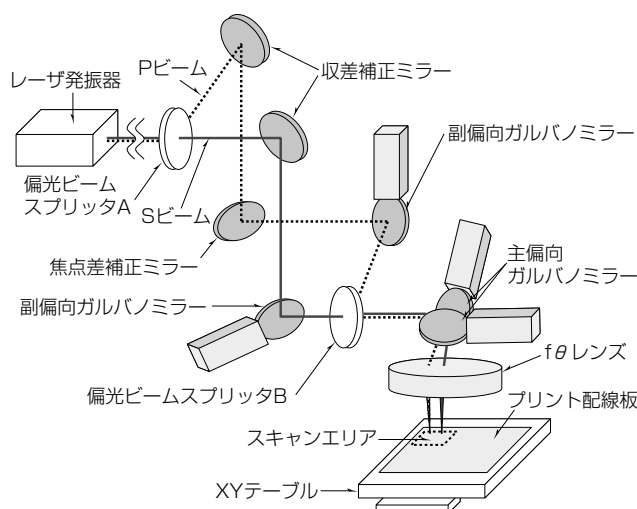 Pビーム
収差補正ミラー
レーザ発振器
副偏向ガルバノミラー
偏光ビーム
スプリッタA
Sビーム
焦点差補正ミラー
主偏向
ガルバノミラー
副偏向ガルバノミラー
fθレンズ
偏光ビームスプリッタB
プリント配線板
スキャンエリア
XYテーブル